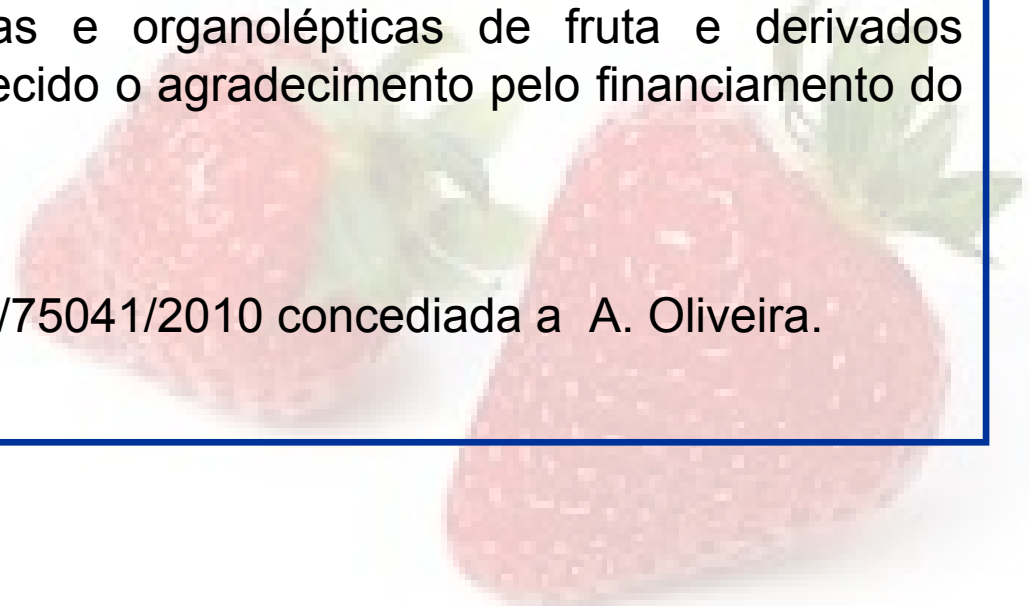 as e organolépticas de fruta e derivados
ecido o agradecimento pelo financiamento do
/75041/2010 concediada a A. Oliveira.